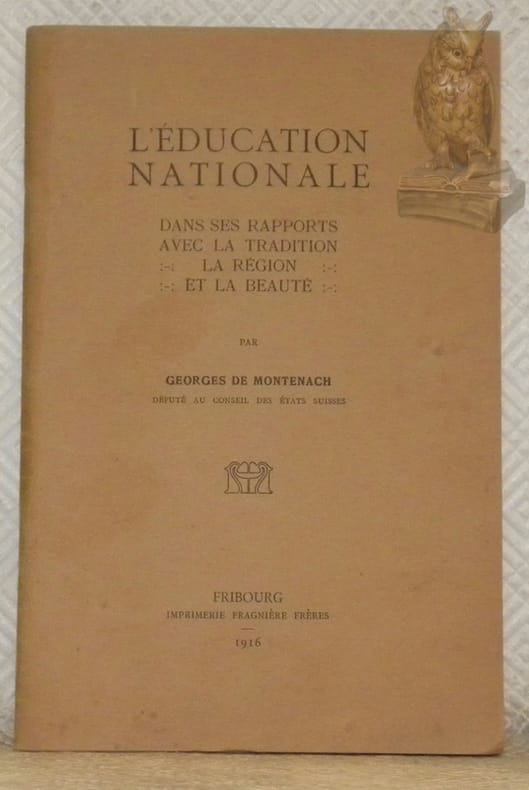 L'ÉDUCATION
NATIONALE
DANS SES RAPPORTS
AVEC LA TRADITION
:-: LA RÉGION :-:
:-: ET LA BEAUTÉ :-:
PAR
GEORGES DE MONTENACH
DÉPUTÉ AU CONSEIL DES ÉTATS SUISSES
FRIBOURG
IMPRIMERIE FRAGNIÈRE FRÈRES
1916